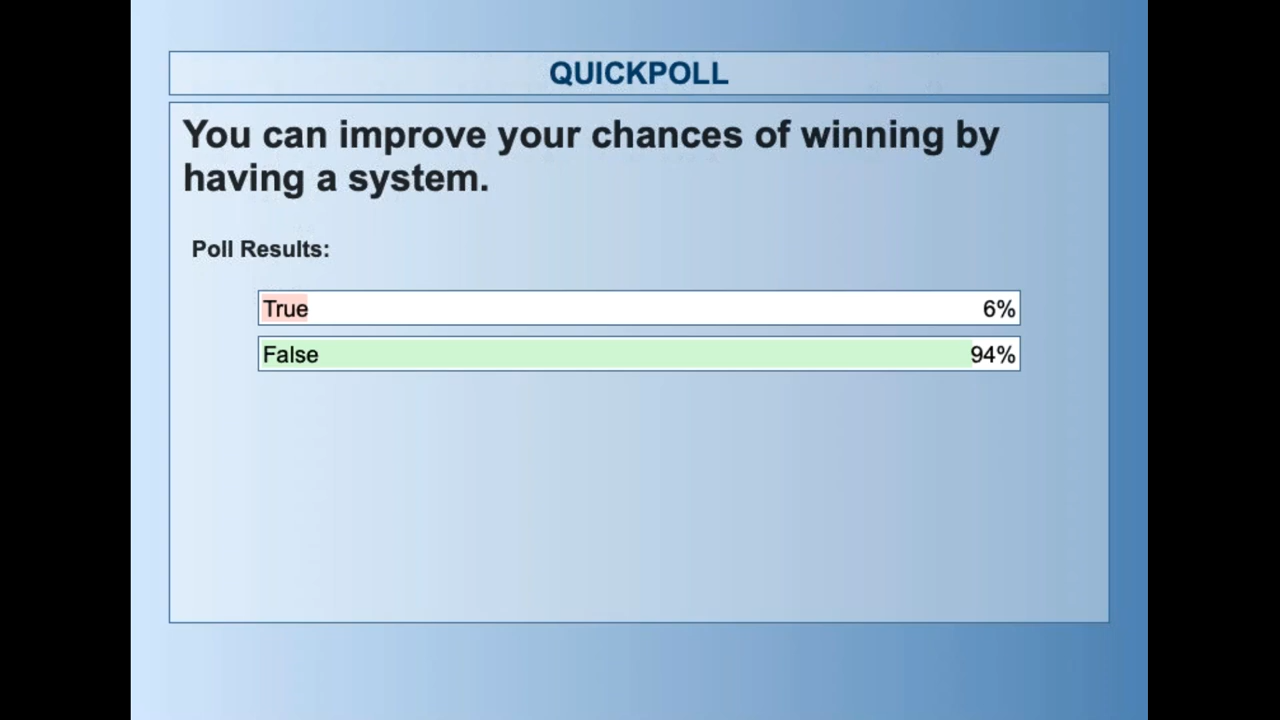 QUICKPOLL
You can improve your chances of winning by
having a system.
Poll Results:
True 6%
False 94%